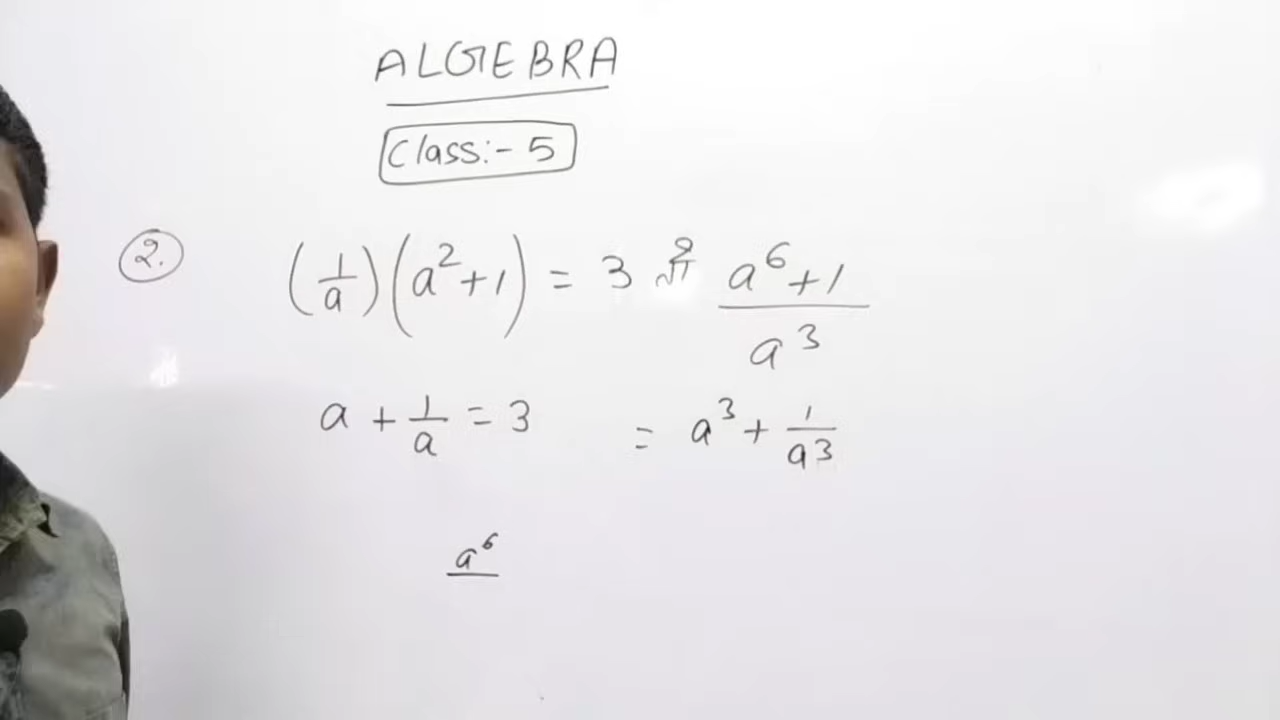 ALGEBRA
Class:- 5
2. (1/a)(a²+1) = 3 तो (a⁶+1)/a³
a + 1/a = 3 = a³ + 1/a³
a⁶